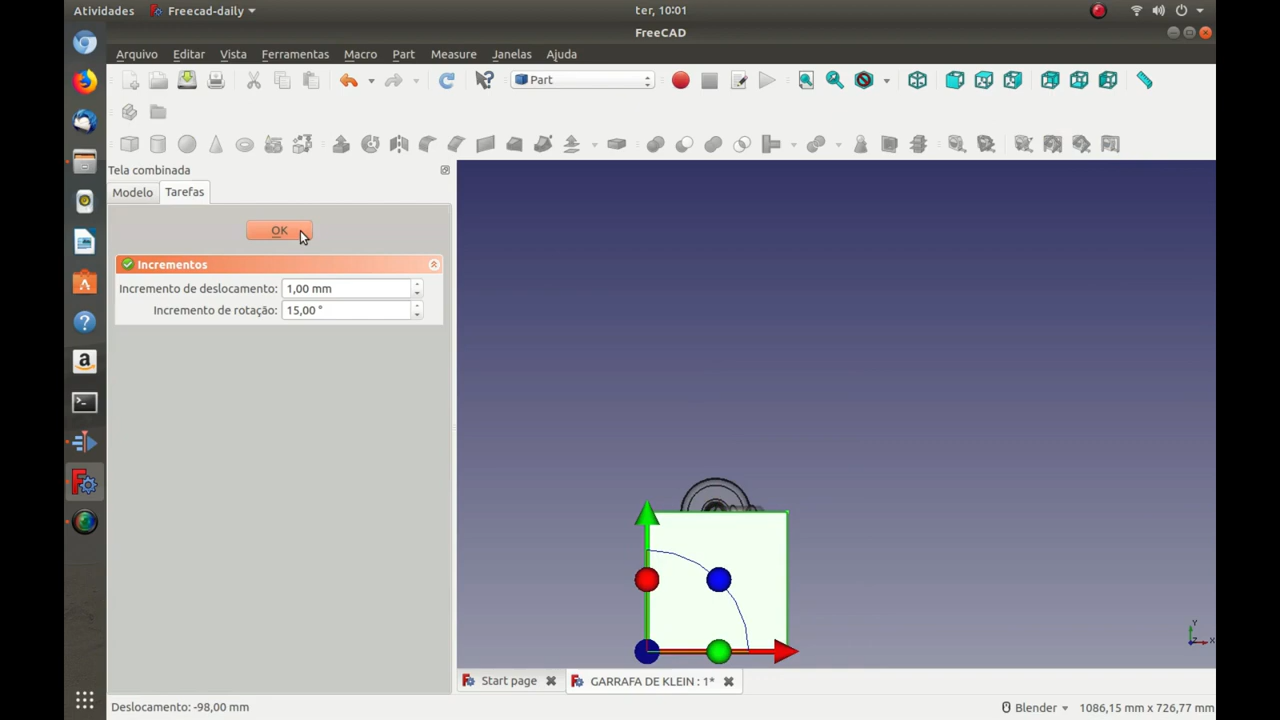 Atividades Freecad-daily ter, 10:01
FreeCAD
Arquivo Editar Vista Ferramentas Macro Part Measure Janelas Ajuda
Part
Tela combinada
Modelo Tarefas
OK
Incrementos
Incremento de deslocamento: 1,00 mm
Incremento de rotação: 15,00 °
Y
Z X
Start page GARRAFA DE KLEIN : 1*
Deslocamento: -98,00 mm Blender 1086,15 mm x 726,77 mm